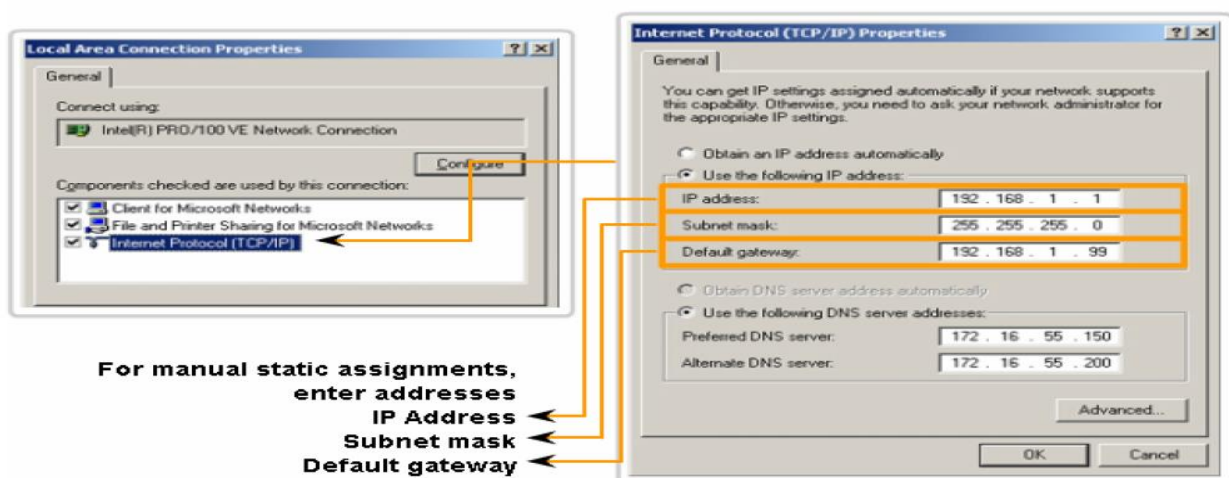 Local Area Connection Properties
General
Connect using:
Intel(R) PRO/100 VE Network Connection
Configure
Components checked are used by this connection:
Client for Microsoft Networks
File and Printer Sharing for Microsoft Networks
Internet Protocol (TCP/IP)
For manual static assignments,
enter addresses
IP Address
Subnet mask
Default gateway
Internet Protocol (TCP/IP) Properties
General
You can get IP settings assigned automatically if your network supports
this capability. Otherwise, you need to ask your network administrator for
the appropriate IP settings.
Obtain an IP address automatically
Use the following IP address:
IP address: 192 . 168 . 1 . 1
Subnet mask: 255 . 255 . 255 . 0
Default gateway: 192 . 168 . 1 . 99
Obtain DNS server address automatically
Use the following DNS server addresses:
Preferred DNS server: 172 . 16 . 55 . 150
Alternate DNS server: 172 . 16 . 55 . 200
Advanced...
OK Cancel